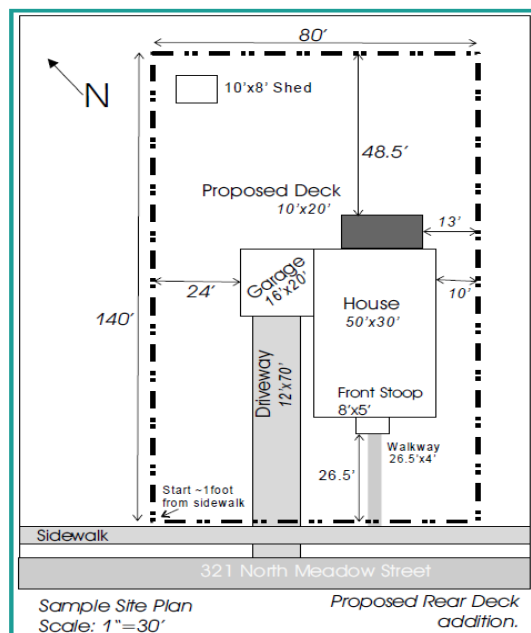 80'
N
10'x8' Shed
48.5'
Proposed Deck
10'x20'
13'
Garage
16'x20'
24'
House
50'x30'
10'
140'
Driveway
12'x70'
Front Stoop
8'x5'
Walkway
26.5'x4'
26.5'
Start ~1foot
from sidewalk
Sidewalk
321 North Meadow Street
Sample Site Plan
Scale: 1"=30'
Proposed Rear Deck
addition.